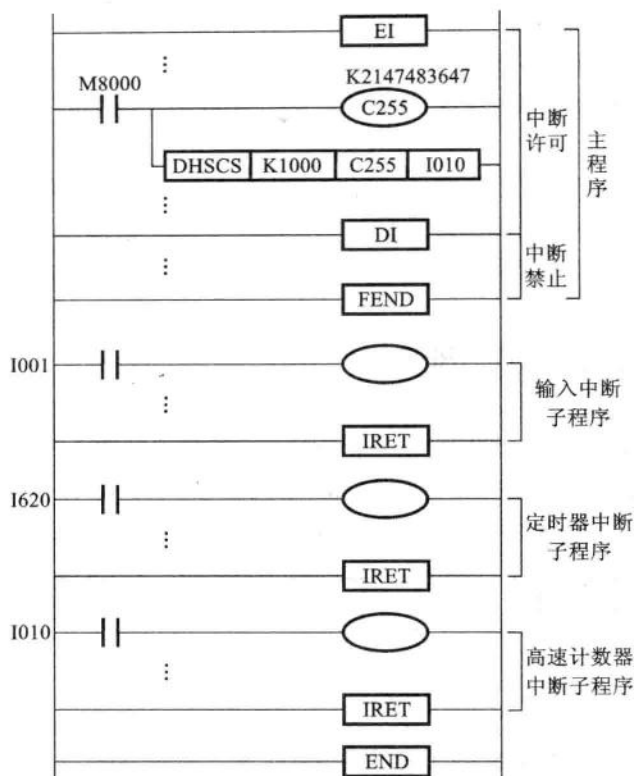 EI
M8000
K2147483647
C255
DHSCS K1000 C255 I010
DI
FEND
中断
许可
中断
禁止
主程序
I001
IRET
输入中断
子程序
I620
IRET
定时器中断
子程序
I010
IRET
高速计数器
中断子程序
END